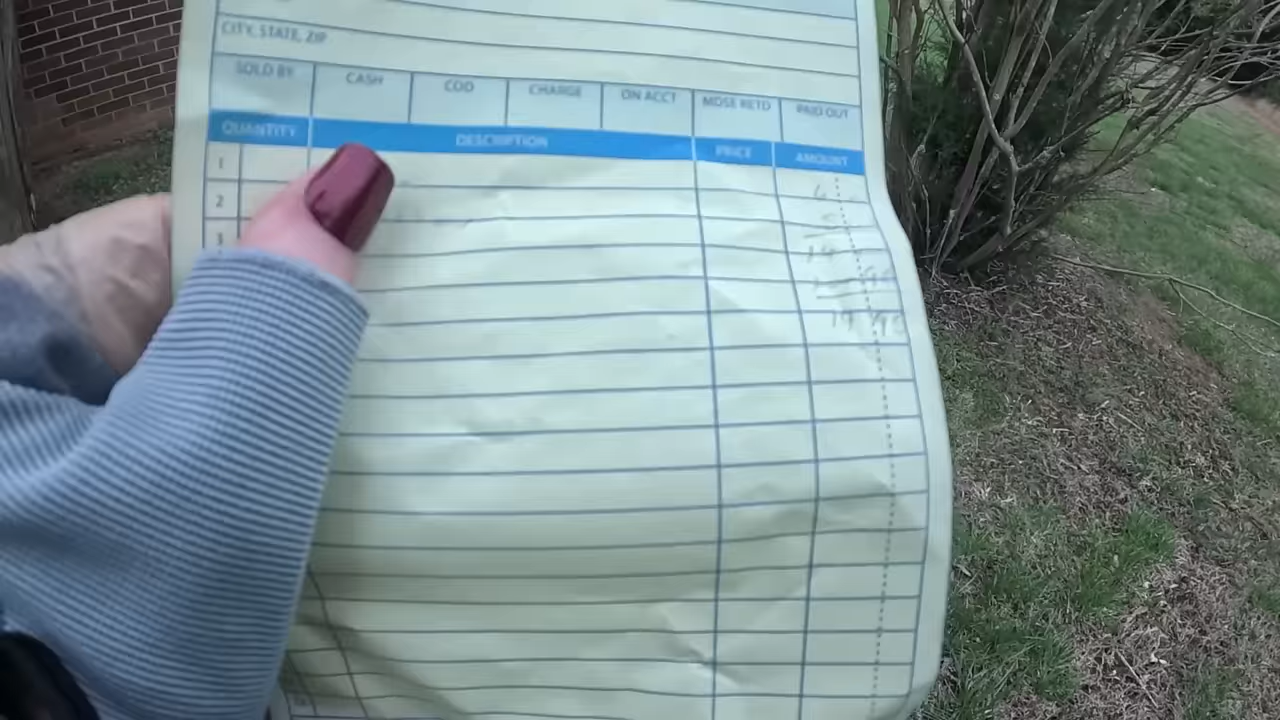 CITY, STATE, ZIP
SOLD BY CASH COD CHARGE ON ACCT MDSE RETD PAID OUT
QUANTITY DESCRIPTION PRICE AMOUNT
1
2
3